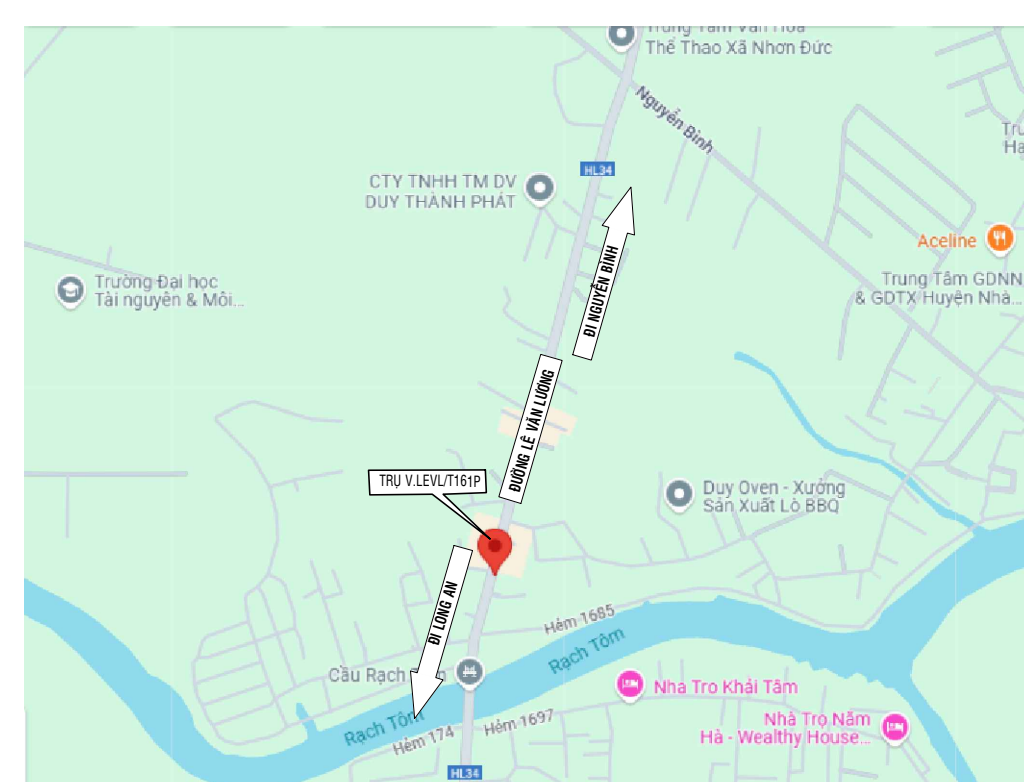 Trung Tâm Văn Hóa
Thể Thao Xã Nhơn Đức
Nguyễn Bình
HL34
CTY TNHH TM DV
DUY THÀNH PHÁT
Aceline
Trung Tâm GDNN
& GDTX Huyện Nhà...
Trường Đại học
Tài nguyên & Môi...
ĐI NGUYỄN BÌNH
ĐƯỜNG LÊ VĂN LƯƠNG
TRỤ V.LEVL/T161P
Duy Oven - Xưởng
Sản Xuất Lò BBQ
ĐI LONG AN
Hẻm 1685
Rạch Tôm
Cầu Rạch
Nha Tro Khải Tâm
Rạch Tôm
Hẻm 174
Hẻm 1697
Nhà Trọ Năm
Hà - Wealthy House...
HL34